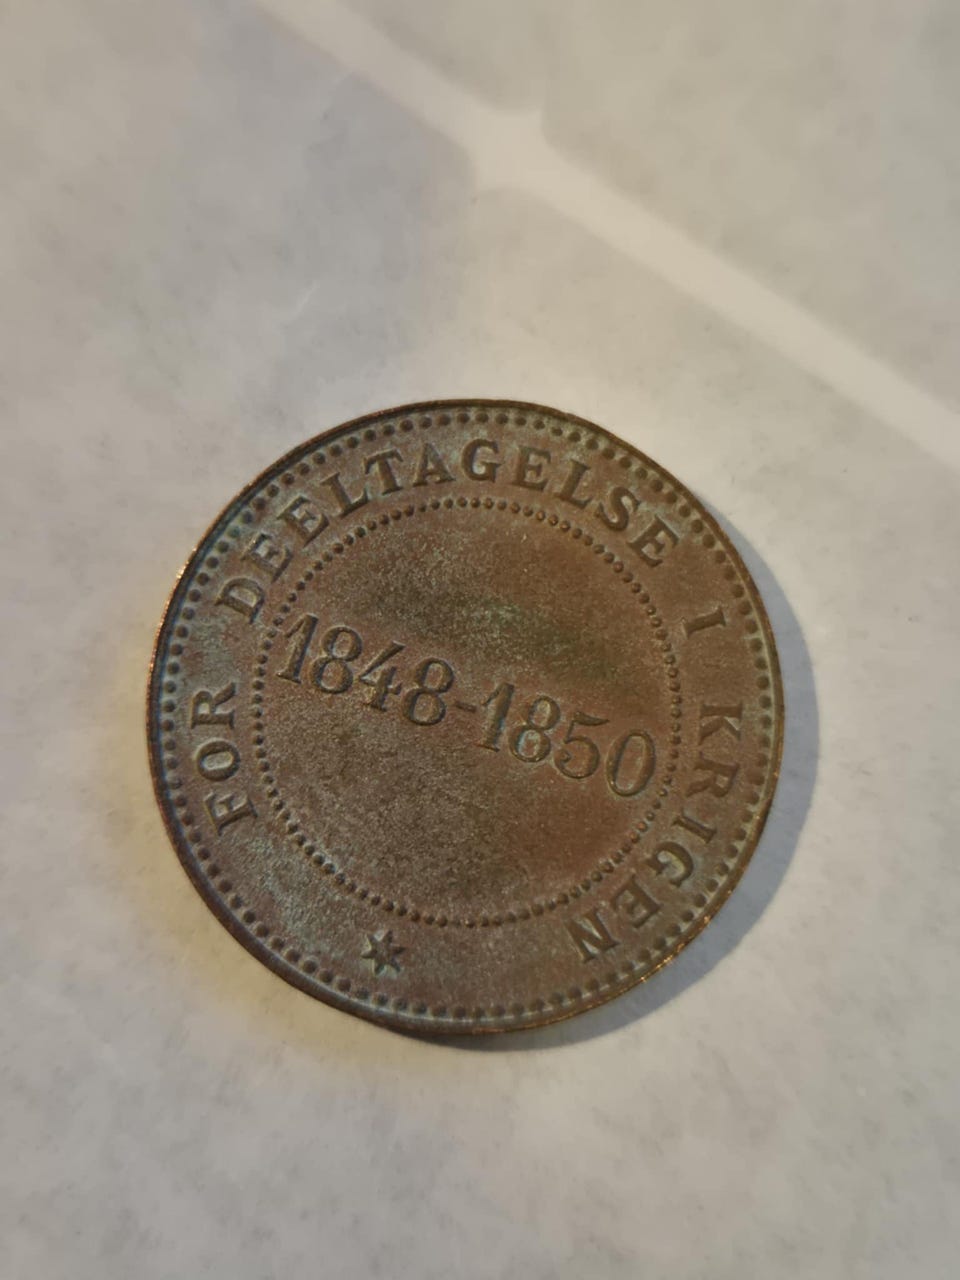 FOR DEELTAGELSE I KRIGEN
1848-1850